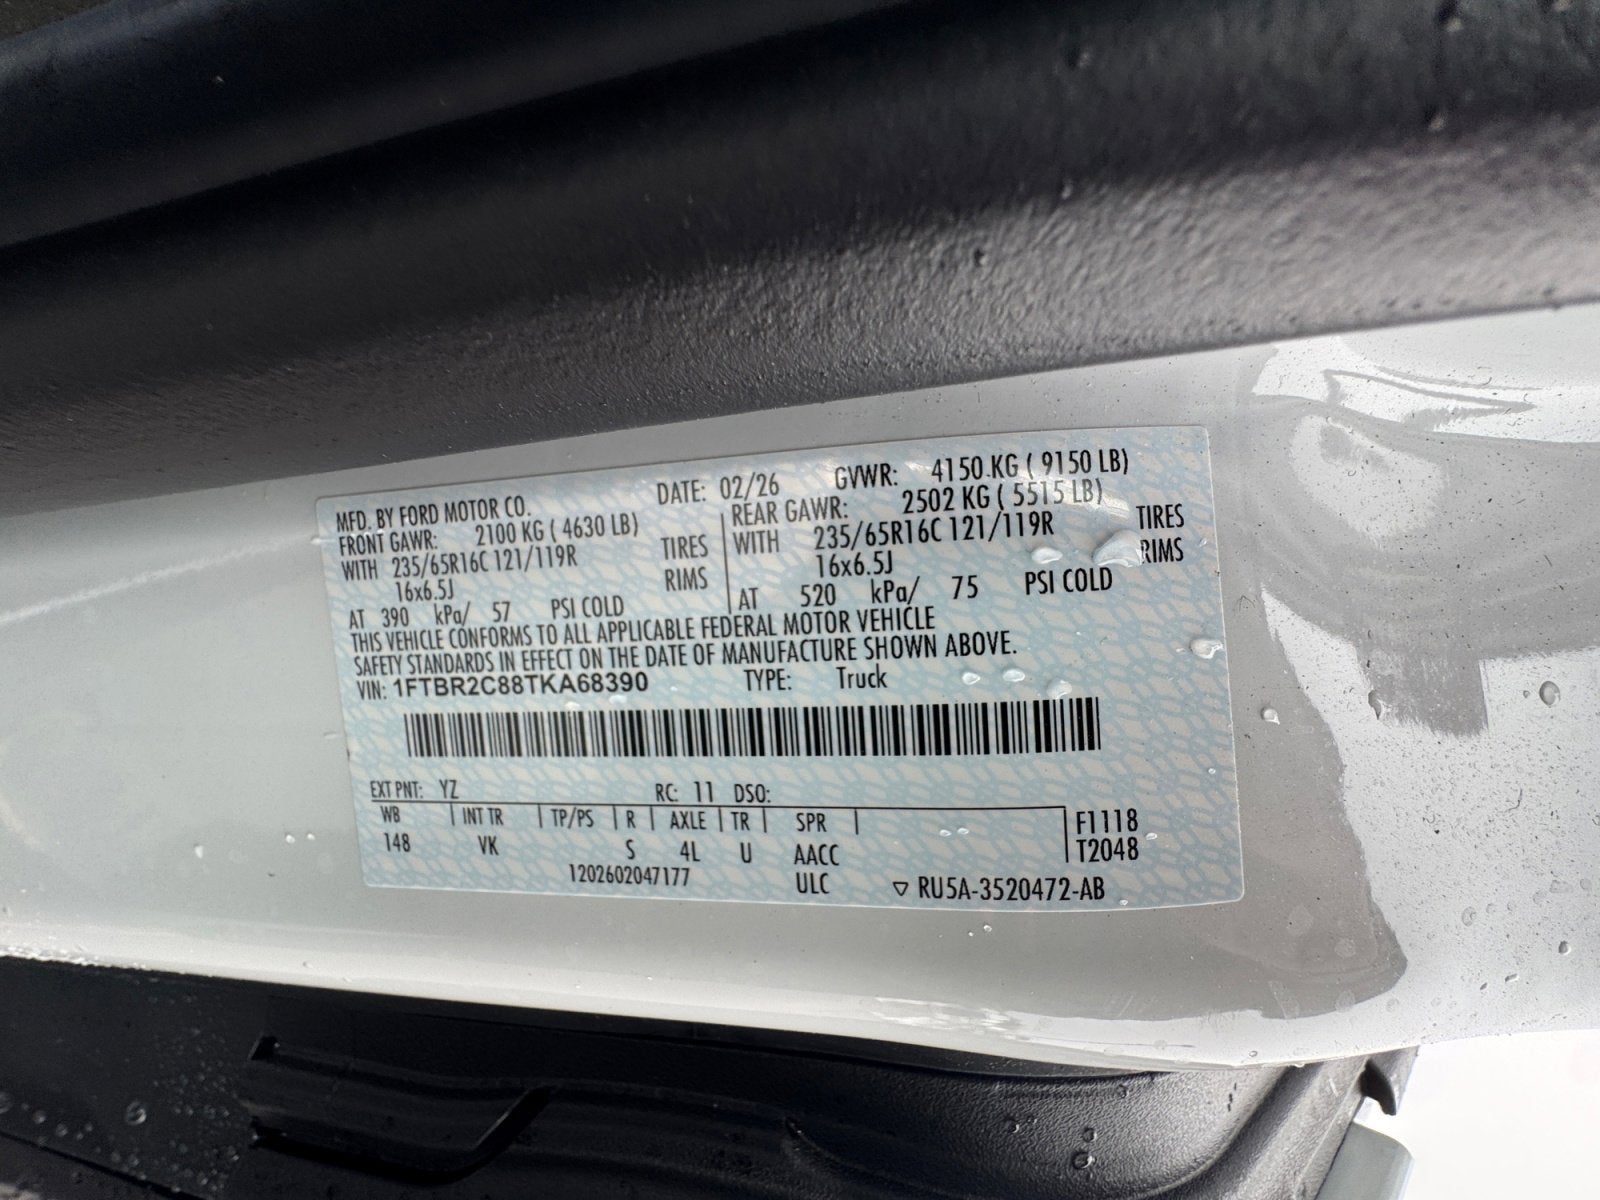 MFD. BY FORD MOTOR CO. DATE: 02/26 GVWR: 4150 KG ( 9150 LB)
FRONT GAWR: 2100 KG ( 4630 LB) REAR GAWR: 2502 KG ( 5515 LB)
WITH 235/65R16C 121/119R TIRES WITH 235/65R16C 121/119R TIRES
16x6.5J RIMS 16x6.5J RIMS
AT 390 kPa/ 57 PSI COLD AT 520 kPa/ 75 PSI COLD
THIS VEHICLE CONFORMS TO ALL APPLICABLE FEDERAL MOTOR VEHICLE
SAFETY STANDARDS IN EFFECT ON THE DATE OF MANUFACTURE SHOWN ABOVE.
VIN: 1FTBR2C88TKA68390 TYPE: Truck
EXT PNT: YZ RC: 11 DSO:
WB INT TR TP/PS R AXLE TR SPR F1118
148 VK S 4L U AACC T2048
1202602047177 ULC ▽ RU5A-3520472-AB